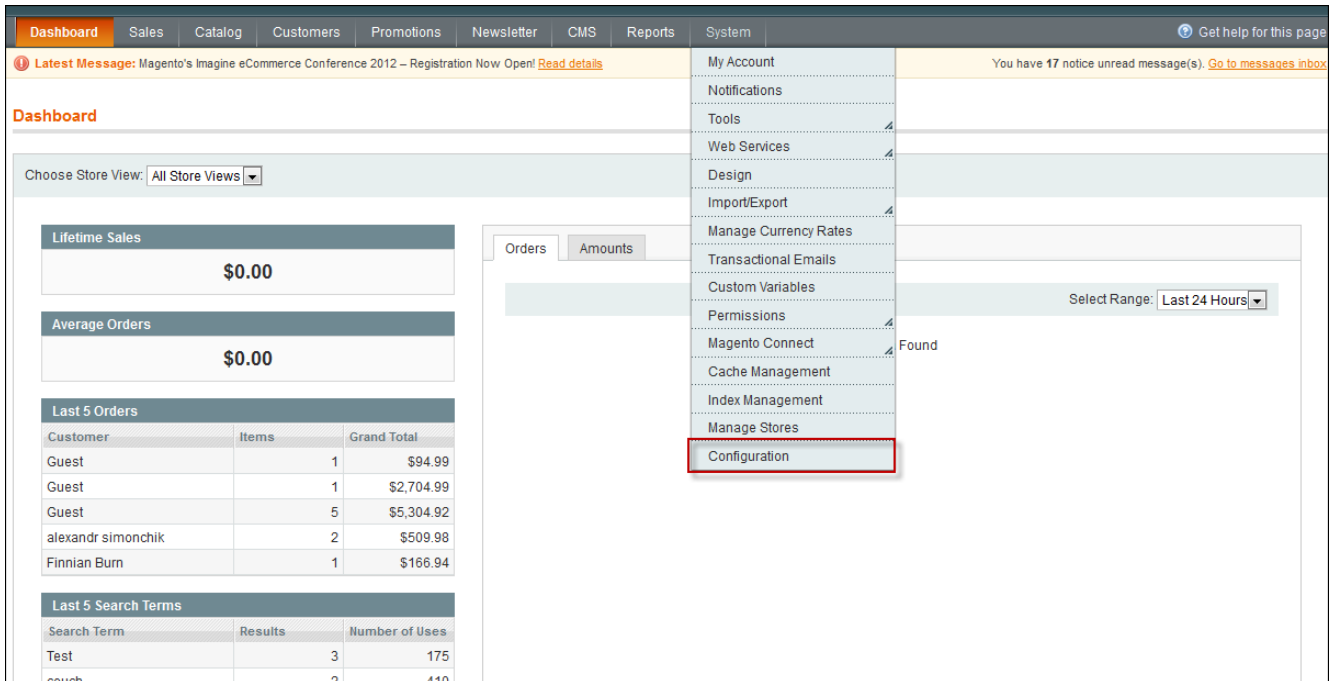 Dashboard Sales Catalog Customers Promotions Newsletter CMS Reports System Get help for this page
Latest Message: Magento's Imagine eCommerce Conference 2012 – Registration Now Open! Read details
You have 17 notice unread message(s). Go to messages inbox
My Account
Notifications
Tools
Web Services
Design
Import/Export
Manage Currency Rates
Transactional Emails
Custom Variables
Permissions
Magento Connect
Cache Management
Index Management
Manage Stores
Configuration
Dashboard
Choose Store View: All Store Views
Lifetime Sales
$0.00
Average Orders
$0.00
Last 5 Orders
Customer Items Grand Total
Guest 1 $94.99
Guest 1 $2,704.99
Guest 5 $5,304.92
alexandr simonchik 2 $509.98
Finnian Burn 1 $166.94
Last 5 Search Terms
Search Term Results Number of Uses
Test 3 175
Orders Amounts
Select Range: Last 24 Hours
Found